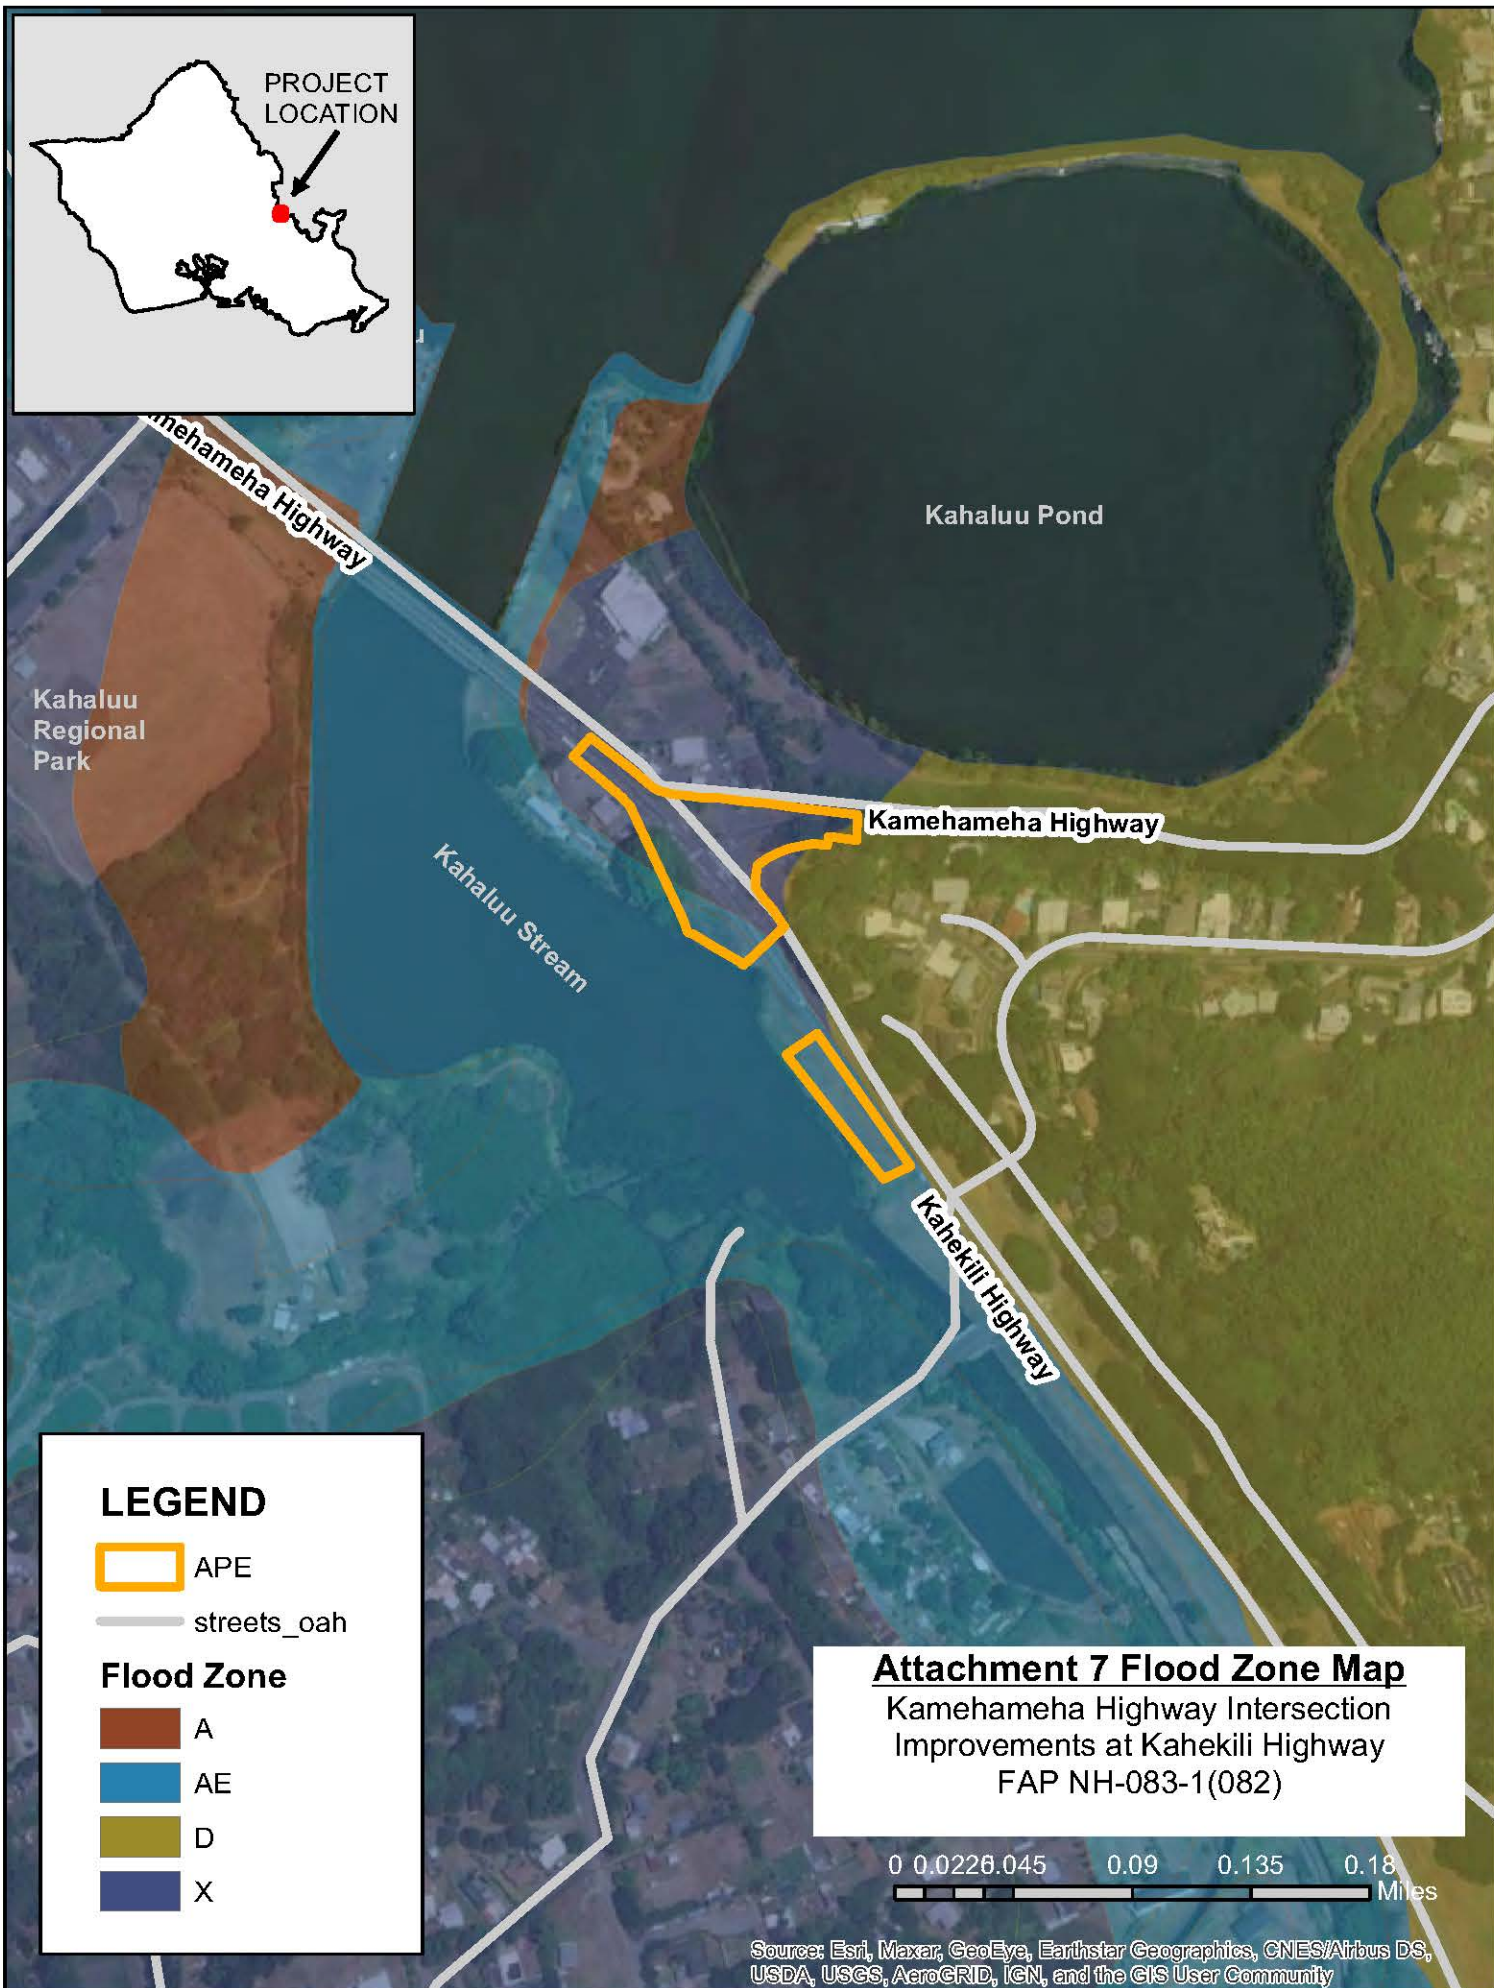 PROJECT
LOCATION
mehameha Highway
Kahaluu Pond
Kahaluu
Regional
Park
Kamehameha Highway
Kahaluu Stream
Kahekili Highway
LEGEND
APE
streets_oah
Flood Zone
A
AE
D
X
Attachment 7 Flood Zone Map
Kamehameha Highway Intersection
Improvements at Kahekili Highway
FAP NH-083-1(082)
0 0.0225 0.045 0.09 0.135 0.18
Miles
Source: Esri, Maxar, GeoEye, Earthstar Geographics, CNES/Airbus DS,
USDA, USGS, AeroGRID, IGN, and the GIS User Community